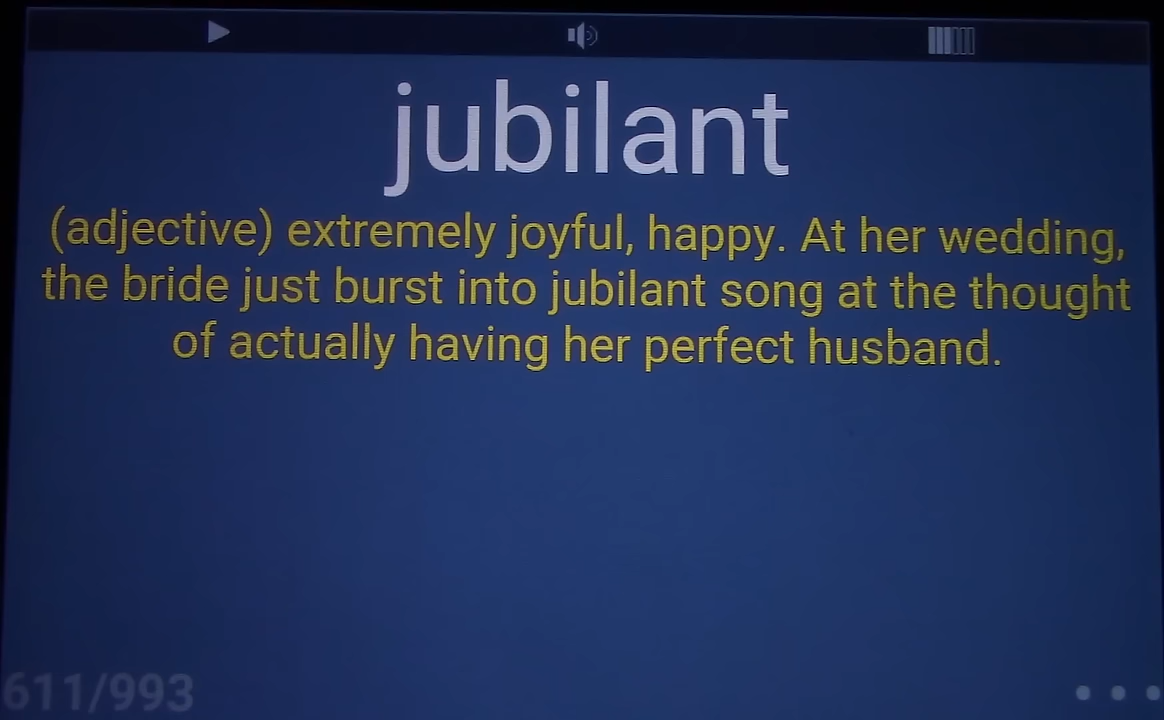 jubilant
(adjective) extremely joyful, happy. At her wedding,
the bride just burst into jubilant song at the thought
of actually having her perfect husband.
611/993